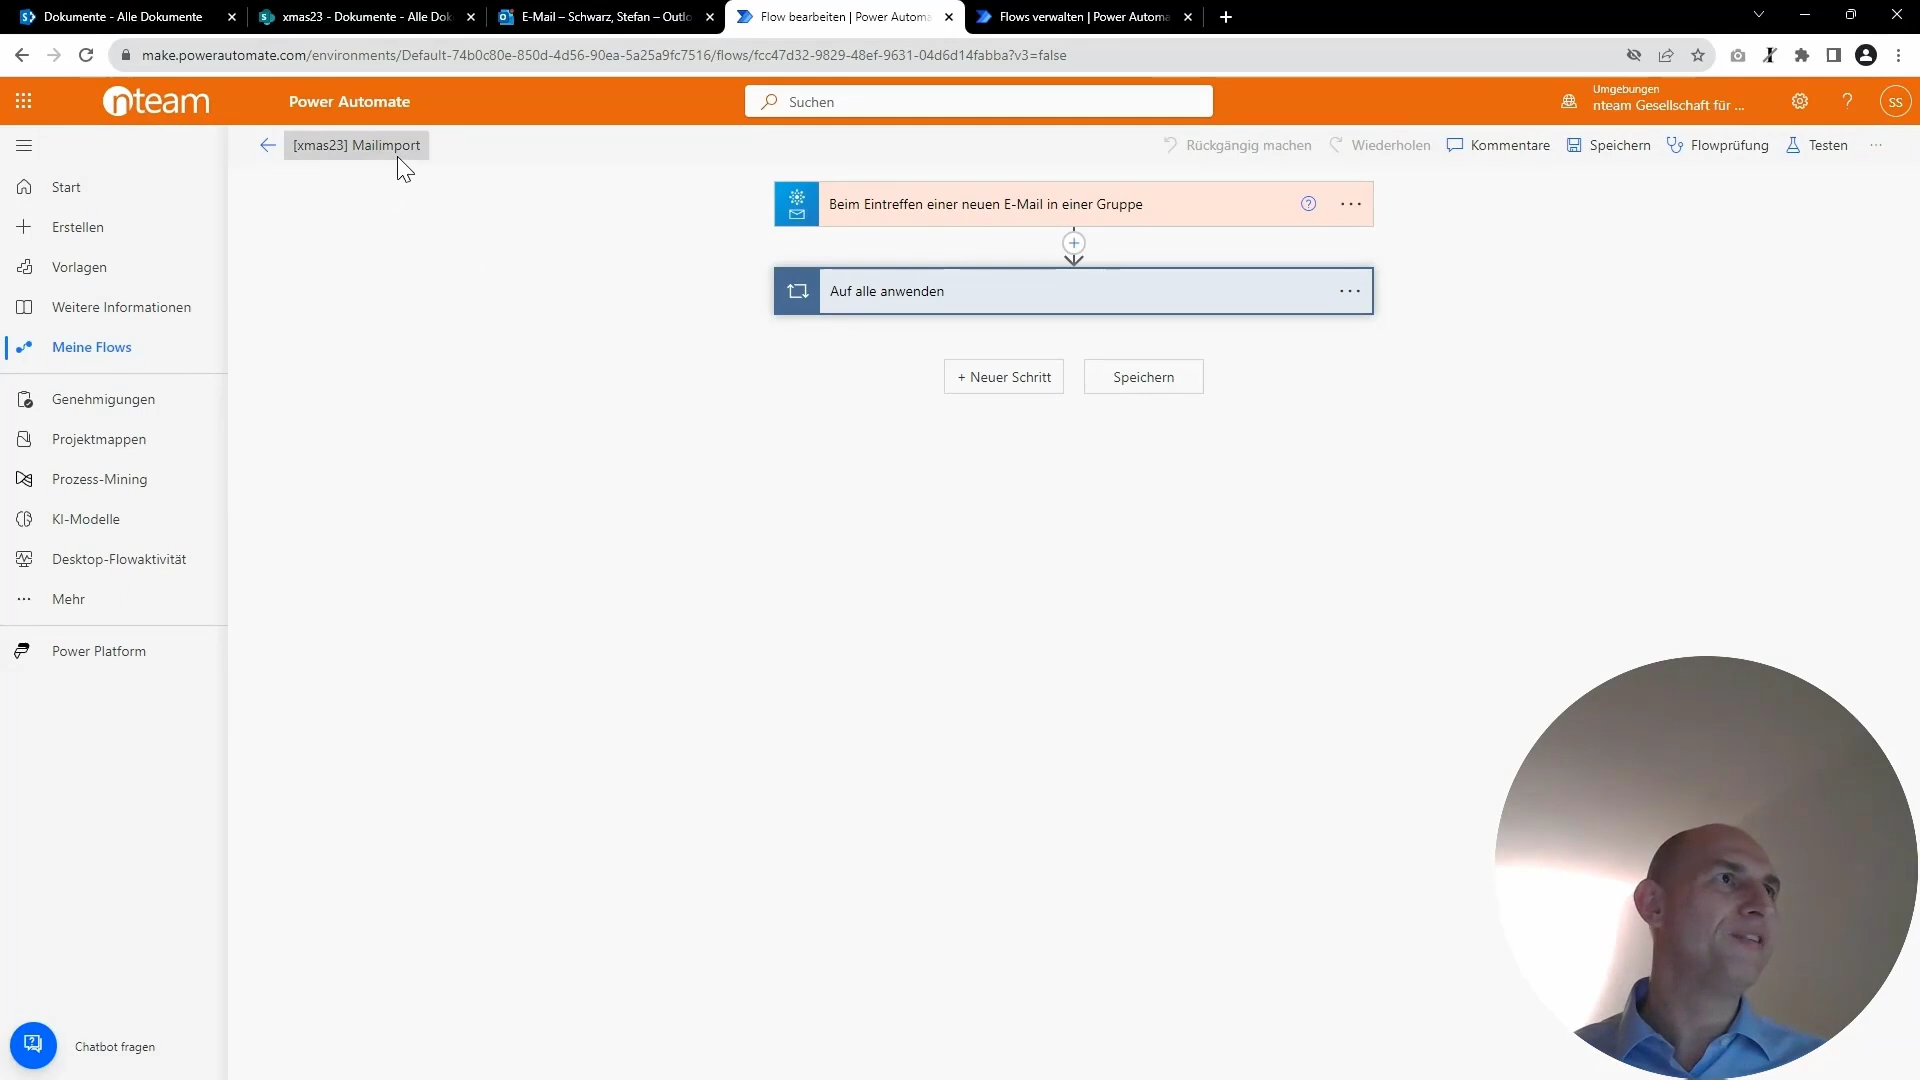 Dokumente - Alle Dokumente
xmas23 - Dokumente - Alle Dok
E-Mail – Schwarz, Stefan – Outlo
Flow bearbeiten | Power Automa
Flows verwalten | Power Automa
make.powerautomate.com/environments/Default-74b0c80e-850d-4d56-90ea-5a25a9fc7516/flows/fcc47d32-9829-48ef-9631-04d6d14fabba?v3=false
nteam
Power Automate
Suchen
Umgebungen
nteam Gesellschaft für ...
SS
[xmas23] Mailimport
Rückgängig machen
Wiederholen
Kommentare
Speichern
Flowprüfung
Testen
Start
Erstellen
Vorlagen
Weitere Informationen
Meine Flows
Genehmigungen
Projektmappen
Prozess-Mining
KI-Modelle
Desktop-Flowaktivität
Mehr
Power Platform
Chatbot fragen
Beim Eintreffen einer neuen E-Mail in einer Gruppe
Auf alle anwenden
+ Neuer Schritt
Speichern